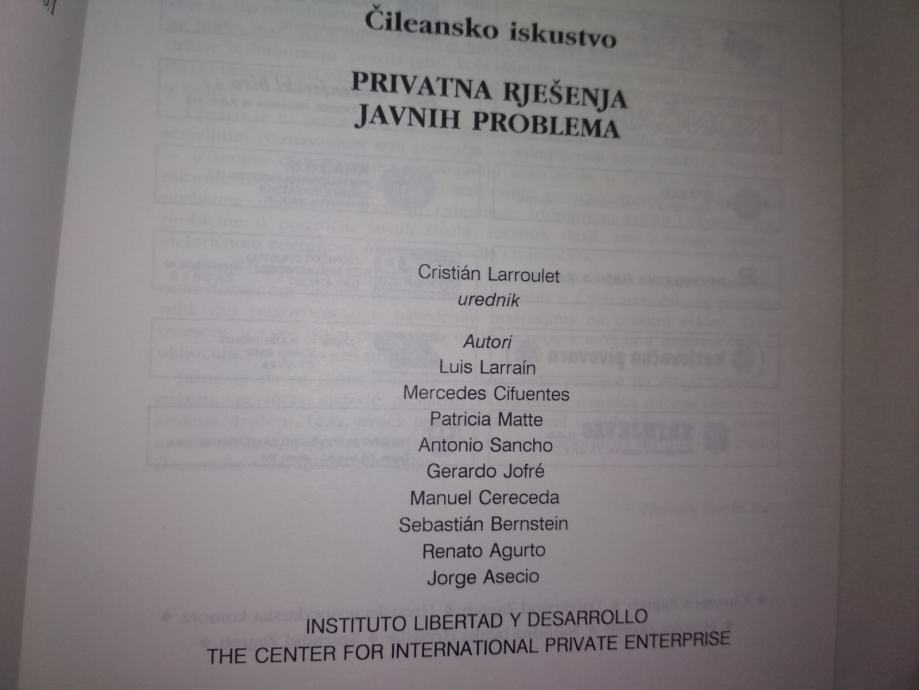 Čileansko iskustvo
PRIVATNA RJEŠENJA
JAVNIH PROBLEMA
Cristián Larroulet
urednik
Autori
Luis Larraín
Mercedes Cifuentes
Patricia Matte
Antonio Sancho
Gerardo Jofré
Manuel Cereceda
Sebastián Bernstein
Renato Agurto
Jorge Asecio
INSTITUTO LIBERTAD Y DESARROLLO
THE CENTER FOR INTERNATIONAL PRIVATE ENTERPRISE